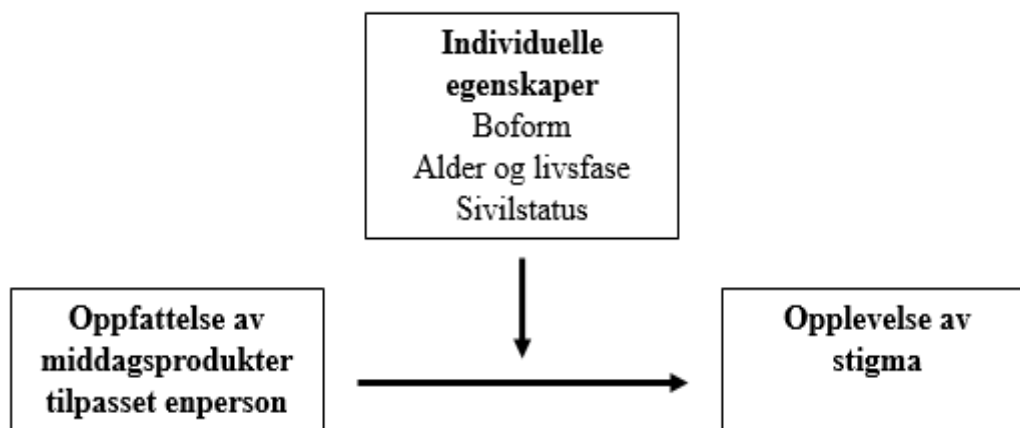 Individuelle
egenskaper
Boform
Alder og livsfase
Sivilstatus
Oppfattelse av
middagsprodukter
tilpasset enperson
Opplevelse av
stigma